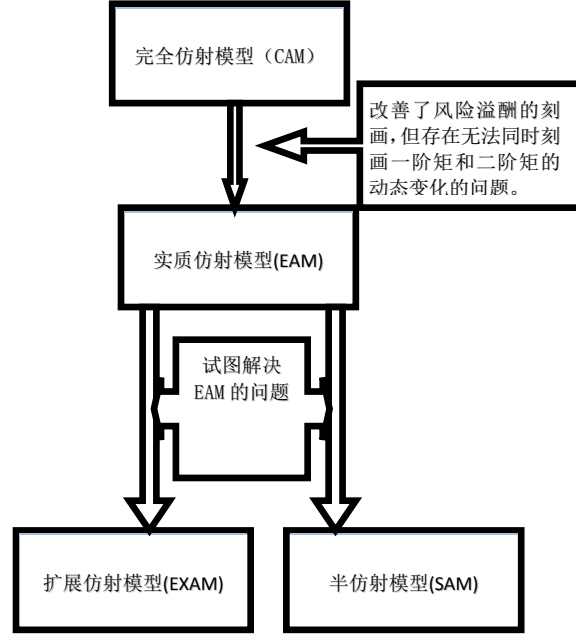 完全仿射模型（CAM）
改善了风险溢酬的刻
画，但存在无法同时刻
画一阶矩和二阶矩的
动态变化的问题。
实质仿射模型(EAM)
试图解决
EAM 的问题
扩展仿射模型(EXAM)
半仿射模型(SAM)